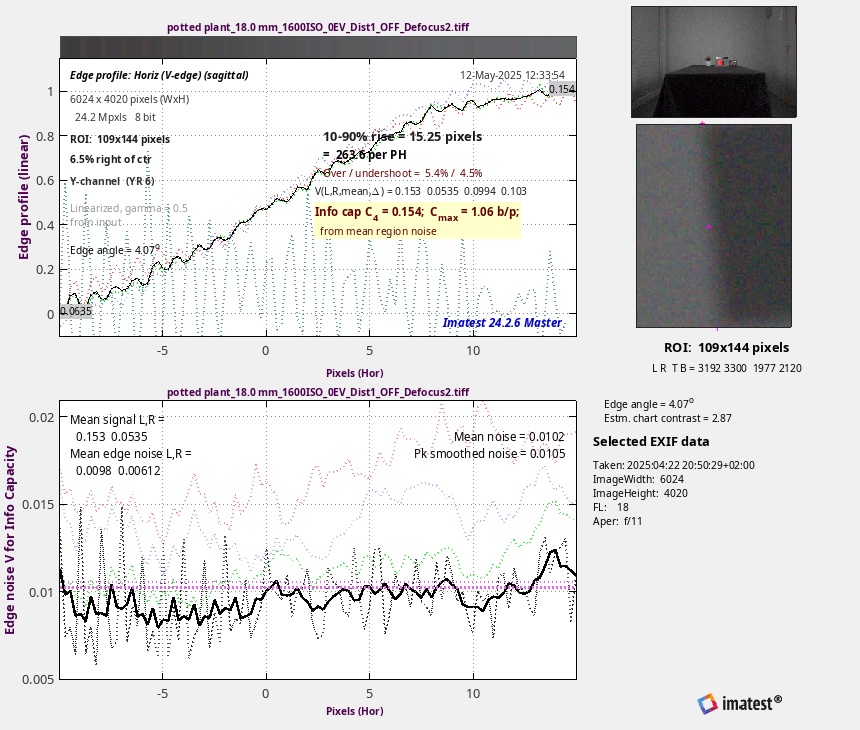 potted plant_18.0 mm_1600ISO_0EV_Dist1_OFF_Defocus2.tiff
Edge profile: Horiz (V-edge) (sagittal)
12-May-2025 12:33:54
0.154
6024 x 4020 pixels (WxH)
24.2 Mpxls 8 bit
ROI: 109x144 pixels
6.5% right of ctr
Y-channel (YR 6)
Linearized, gamma = 0.5
from input
Edge angle = 4.07°
10-90% rise = 15.25 pixels
= 263.6 per PH
Over / undershoot = 5.4% / 4.5%
V(L,R,mean,Δ) = 0.153 0.0535 0.0994 0.103
Info cap C4 = 0.154; Cmax = 1.06 b/p;
from mean region noise
0.0635
Imatest 24.2.6 Master
1
0.8
0.6
0.4
0.2
0
Edge profile (linear)
-5 0 5 10
Pixels (Hor)
potted plant_18.0 mm_1600ISO_0EV_Dist1_OFF_Defocus2.tiff
Mean signal L,R =
0.153 0.0535
Mean edge noise L,R =
0.0098 0.00612
Mean noise = 0.0102
Pk smoothed noise = 0.0105
0.02
0.015
0.01
0.005
Edge noise V for Info Capacity
-5 0 5 10
Pixels (Hor)
ROI: 109x144 pixels
L R T B = 3192 3300 1977 2120
Edge angle = 4.07°
Estm. chart contrast = 2.87
Selected EXIF data
Taken: 2025:04:22 20:50:29+02:00
ImageWidth: 6024
ImageHeight: 4020
FL: 18
Aper: f/11
imatest®